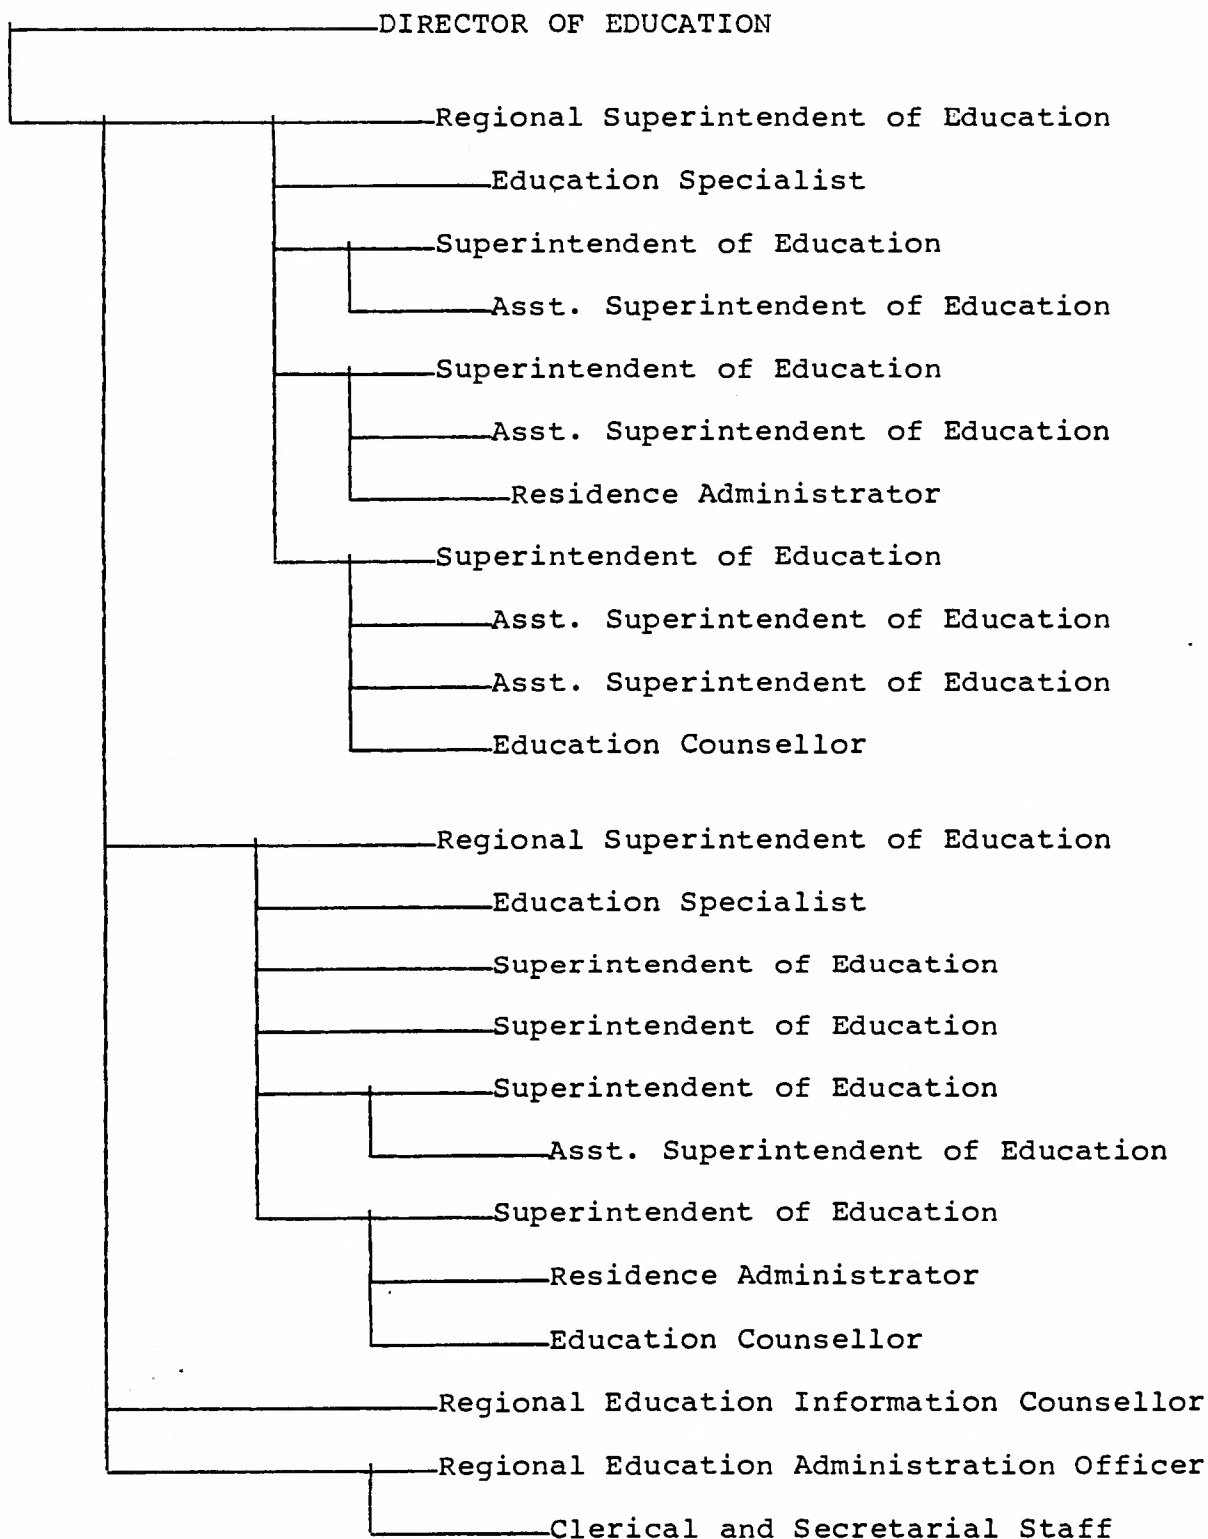 DIRECTOR OF EDUCATION
Regional Superintendent of Education
Education Specialist
Superintendent of Education
Asst. Superintendent of Education
Superintendent of Education
Asst. Superintendent of Education
Residence Administrator
Superintendent of Education
Asst. Superintendent of Education
Asst. Superintendent of Education
Education Counsellor
Regional Superintendent of Education
Education Specialist
Superintendent of Education
Superintendent of Education
Superintendent of Education
Asst. Superintendent of Education
Superintendent of Education
Residence Administrator
Education Counsellor
Regional Education Information Counsellor
Regional Education Administration Officer
Clerical and Secretarial Staff